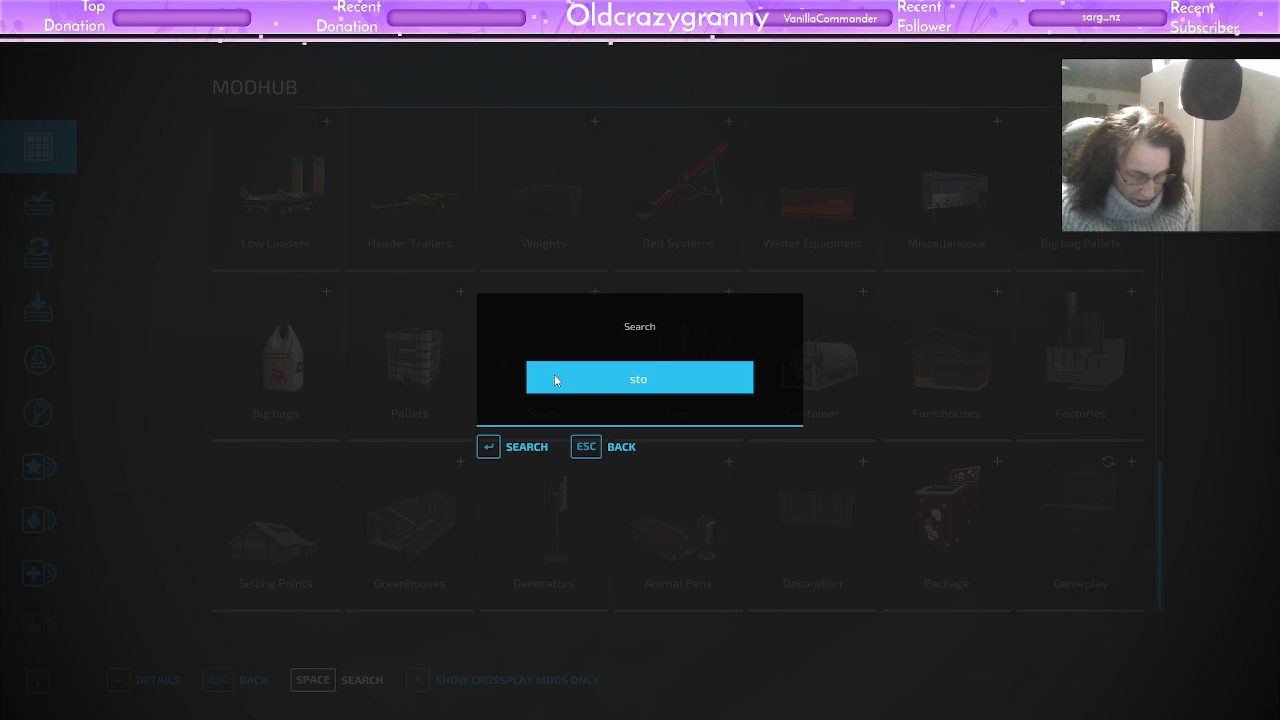 Top
Donation
Recent
Donation
Oldcrazygranny
VanillaCommander
Recent
Follower
sarg_nz
Recent
Subscriber
MODHUB
Low Loaders
Header Trailers
Weights
Belt Systems
Winter Equipment
Miscellaneous
Big bag Pallets
Search
sto
Big bags
Pallets
Sheds
Silos
Container
Farmhouses
Factories
SEARCH
ESC BACK
Selling Points
Greenhouses
Generators
Animal Pens
Decoration
Package
Gameplay
DETAILS
ESC BACK
SPACE SEARCH
SHOW CROSSPLAY MODS ONLY